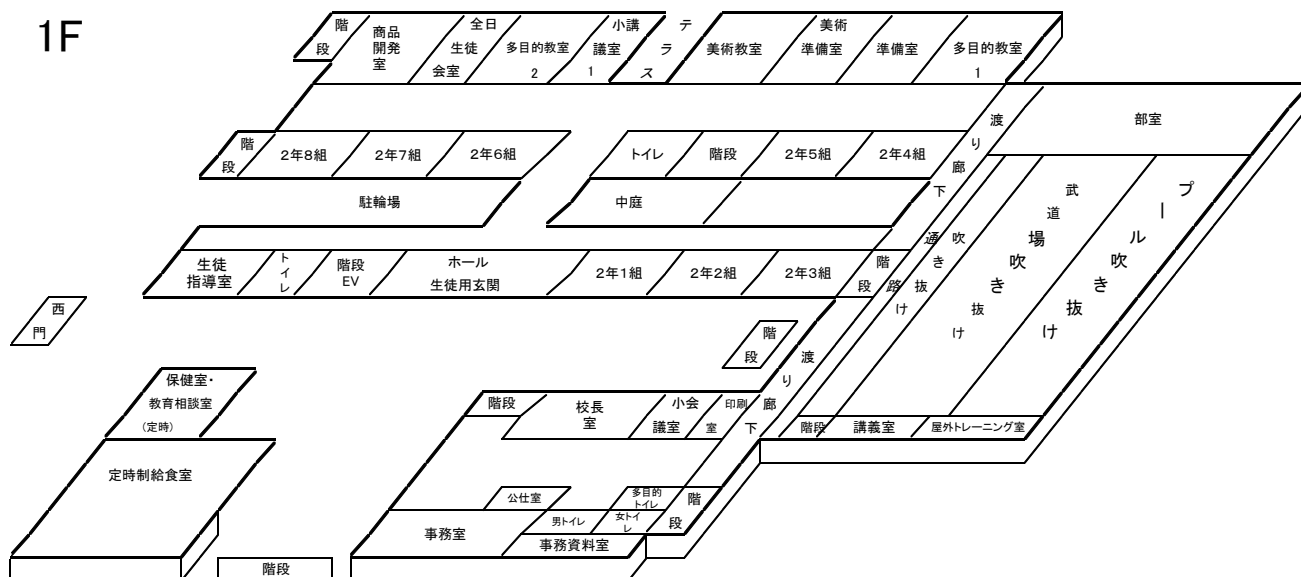 1F
階段
商品
開発
室
全日
生徒
会室
多目的教室
2
小講
議室
1
テラス
美術教室
美術
準備室
準備室
多目的教室
1
渡り廊下
部室
階段
2年8組
2年7組
2年6組
トイレ
階段
2年5組
2年4組
駐輪場
中庭
通路
吹き抜け
武道場吹き抜け
プール吹き抜け
生徒
指導室
トイレ
階段
EV
ホール
生徒用玄関
2年1組
2年2組
2年3組
階段
西門
階段
渡り廊下
保健室・
教育相談室
(定時)
階段
校長
室
小会
議室
印刷
室
階段
講義室
屋外トレーニング室
定時制給食室
公仕室
多目的
トイレ
階段
事務室
男トイレ
女トイ
レ
事務資料室
階段